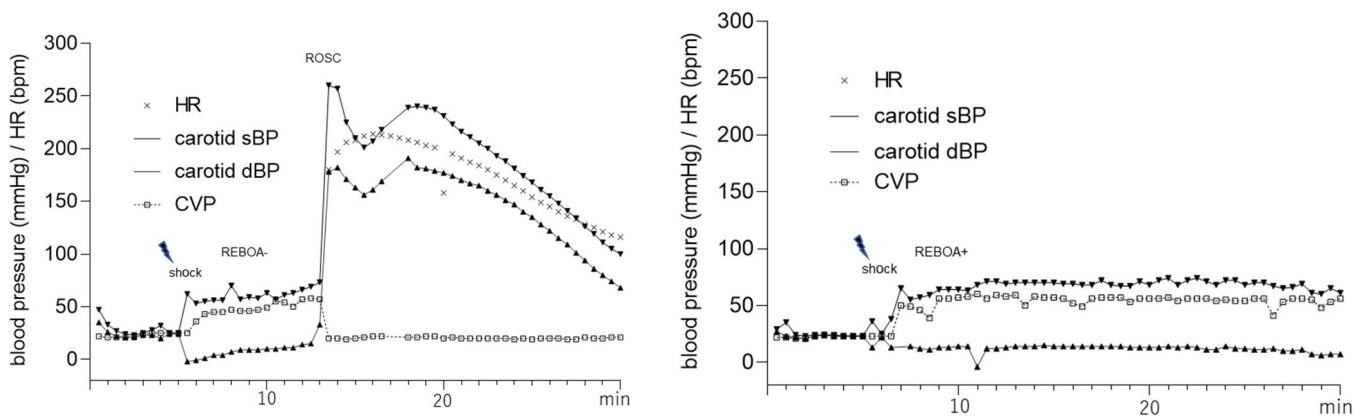 blood pressure (mmHg) / HR (bpm)
300
250
200
150
100
50
0
ROSC
HR
carotid sBP
carotid dBP
CVP
REBOA-
shock
10
20
min
blood pressure (mmHg) / HR (bpm)
300
250
200
150
100
50
0
HR
carotid sBP
carotid dBP
CVP
REBOA+
shock
10
20
min